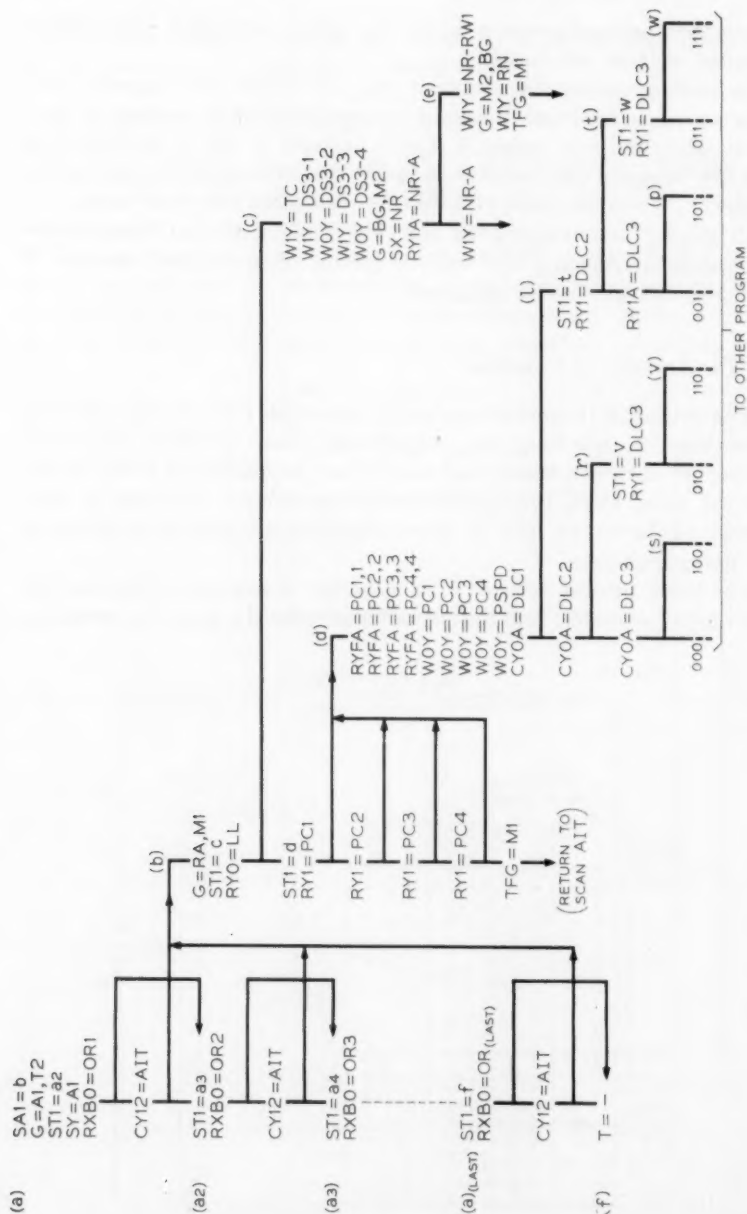 (a)
SA1=b
G=A1,T2
ST1=a2
SY=A1
RXB0=OR1
CY12=AIT
(a2)
ST1=a3
RXB0=OR2
CY12=AIT
(a3)
ST1=a4
RXB0=OR3
(a)(LAST)
ST1=f
RXB0=OR(LAST)
CY12=AIT
(f)
T=-
(b)
G=RA,M1
ST1=c
RY0=LL
ST1=d
RY1=PC1
RY1=PC2
RY1=PC3
RY1=PC4
TFG=M1
(RETURN TO
SCAN AIT)
(c)
W1Y=TC
W1Y=DS3-1
W0Y=DS3-2
W1Y=DS3-3
W0Y=DS3-4
G=BG,M2
SX=NR
RY1A=NR-A
W1Y=NR-A
(e)
W1Y=NR-RW1
G=M2,BG
W1Y=RN
TFG=M1
(d)
RYFA=PC1,1
RYFA=PC2,2
RYFA=PC3,3
RYFA=PC4,4
W0Y=PC1
W0Y=PC2
W0Y=PC3
W0Y=PC4
W0Y=PSPD
CY0A=DLC1
CY0A=DLC2
CY0A=DLC3
(l)
ST1=t
RY1=DLC2
(r)
ST1=v
RY1=DLC3
(t)
ST1=w
RY1=DLC3
RY1A=DLC3
(s)
(v)
(p)
(w)
000 100 010 110 001 101 011 111
TO OTHER PROGRAM